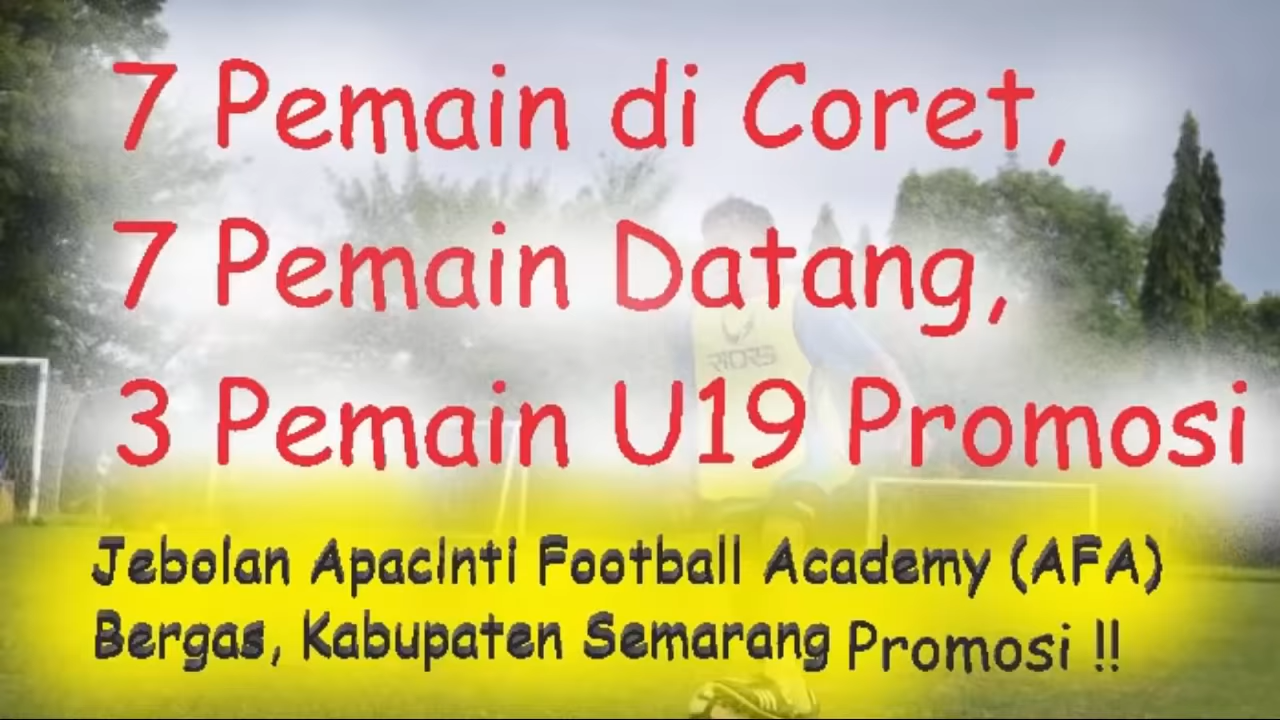 7 Pemain di Coret,
7 Pemain Datang,
3 Pemain U19 Promosi
Jebolan ApacInti Football Academy (AFA)
Bergas, Kabupaten Semarang Promosi !!